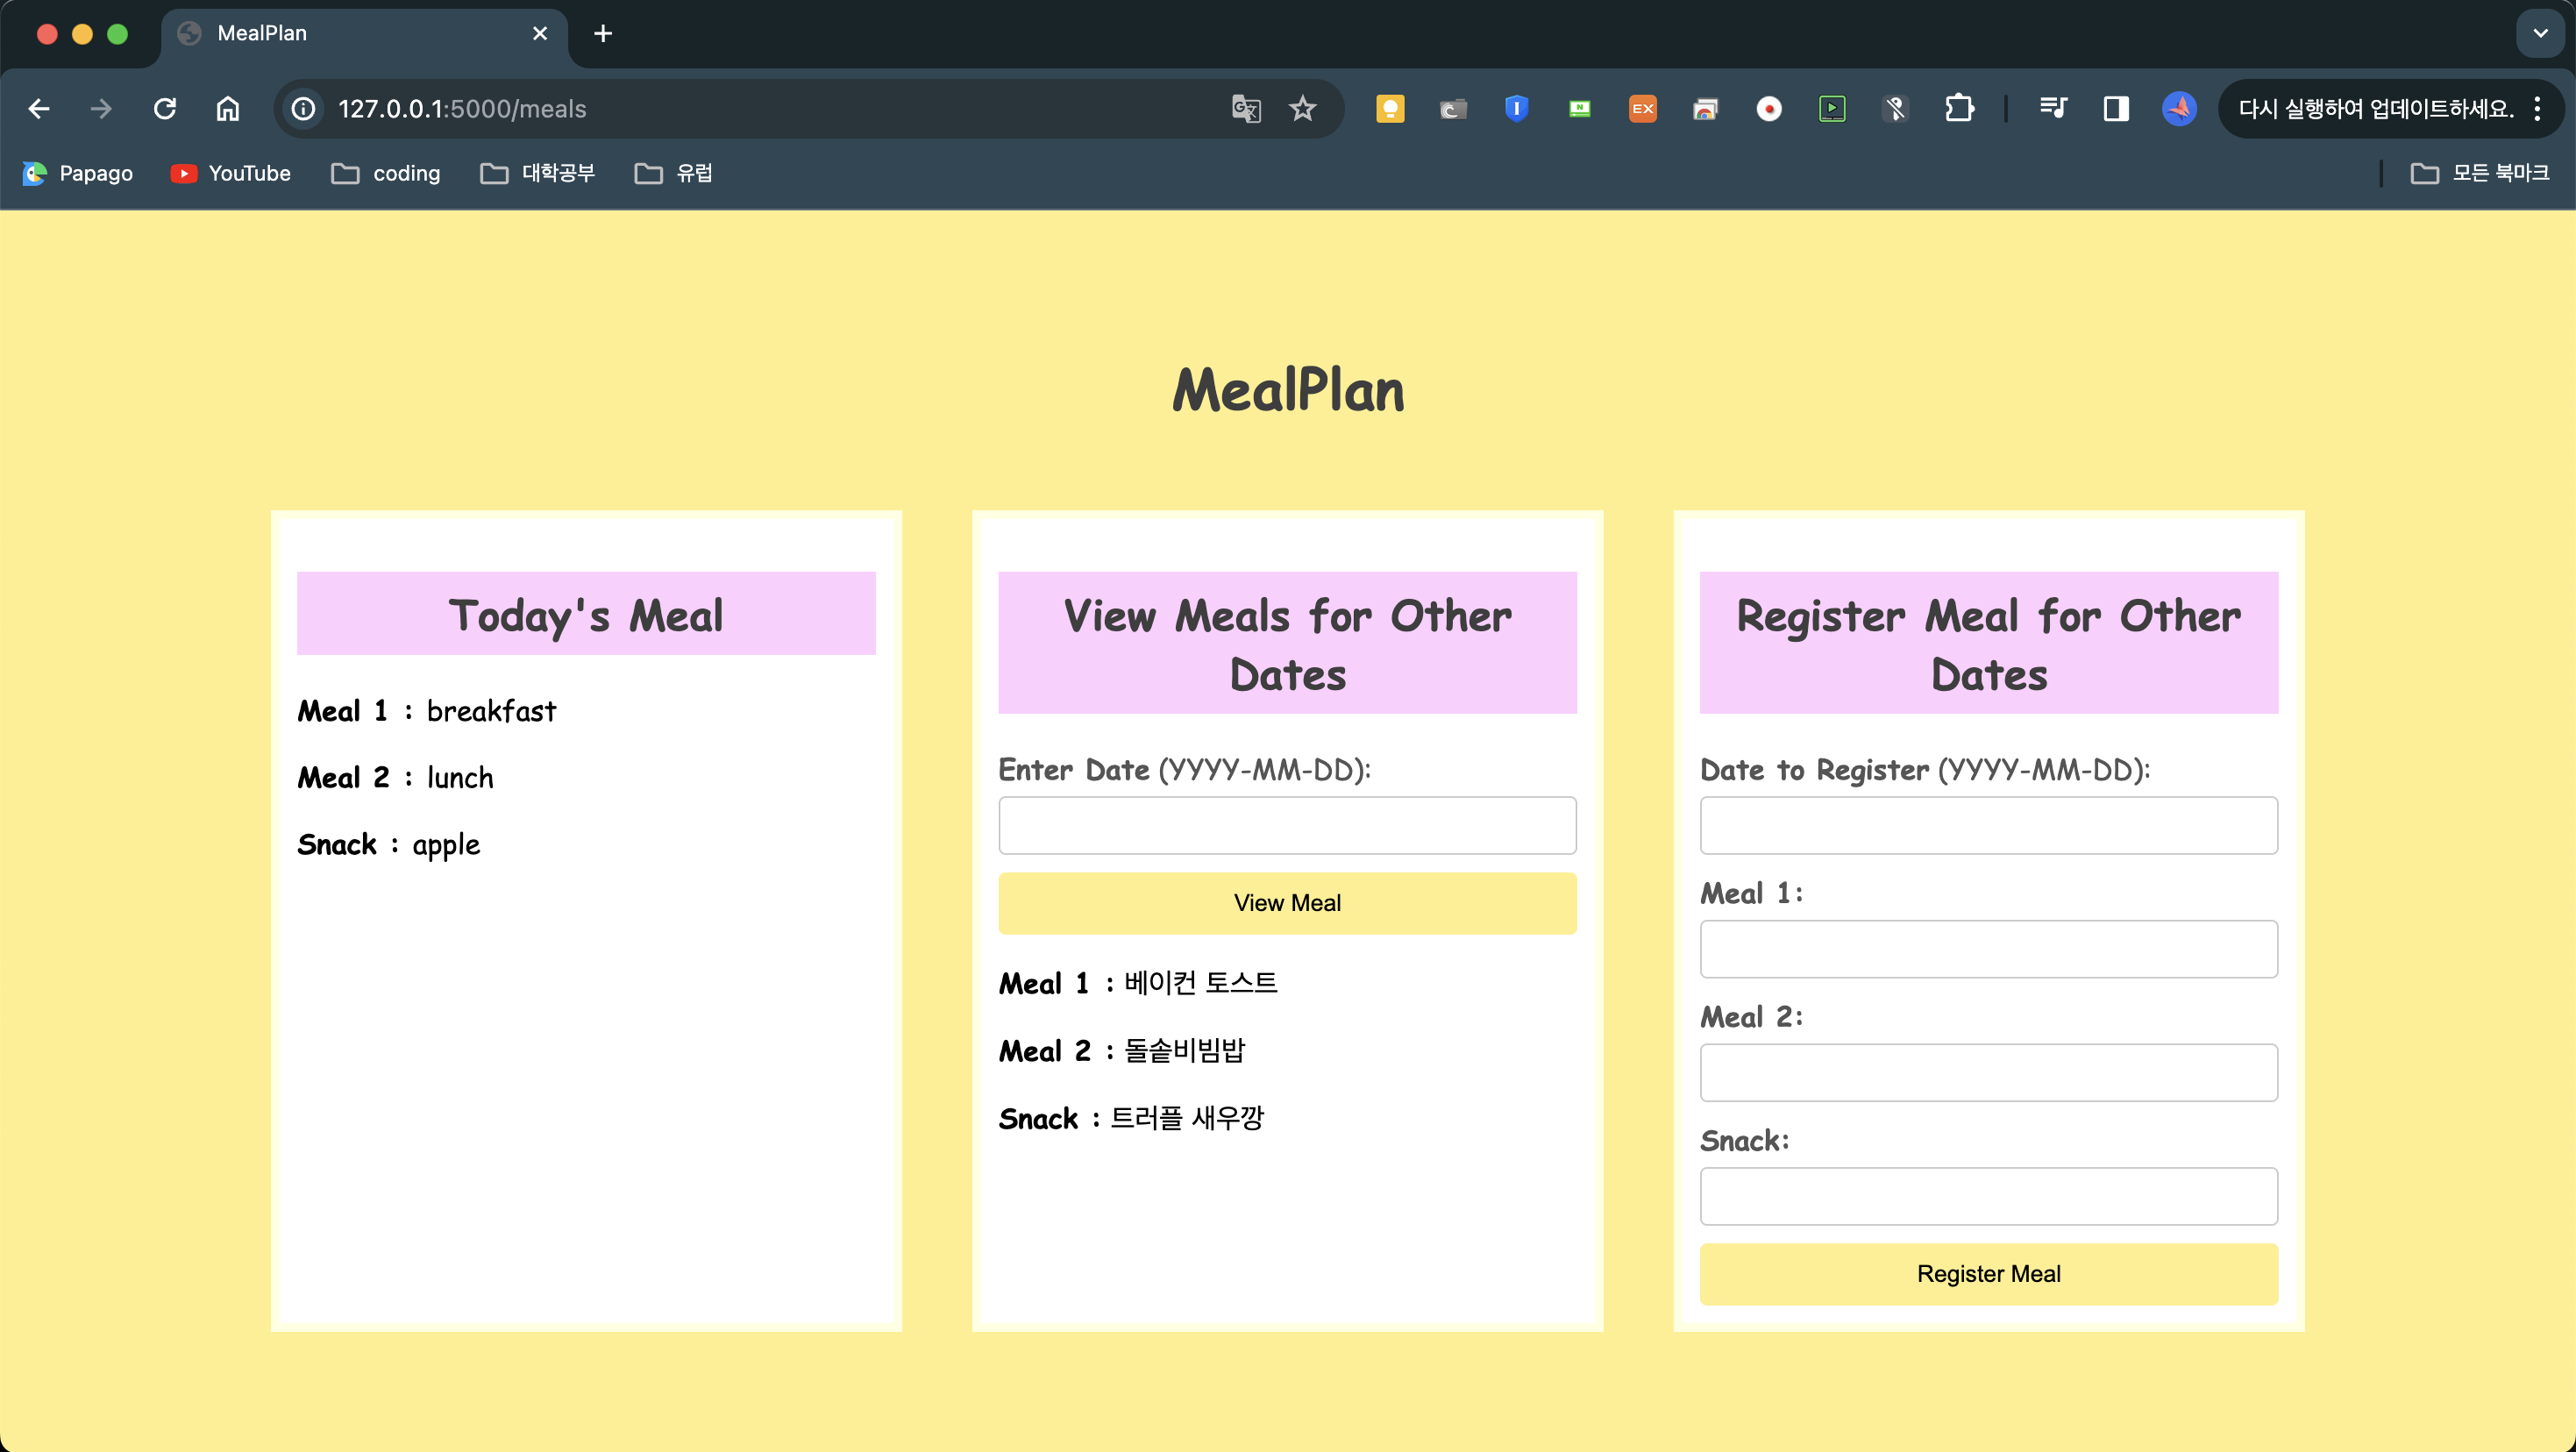 MealPlan
127.0.0.1:5000/meals
EX
다시 실행하여 업데이트하세요.
Papago
YouTube
coding
대학공부
유럽
모든 북마크
MealPlan
Today's Meal
Meal 1 : breakfast
Meal 2 : lunch
Snack : apple
View Meals for Other
Dates
Enter Date (YYYY-MM-DD):
View Meal
Meal 1 : 베이컨 토스트
Meal 2 : 돌솥비빔밥
Snack : 트러플 새우깡
Register Meal for Other
Dates
Date to Register (YYYY-MM-DD):
Meal 1:
Meal 2:
Snack:
Register Meal